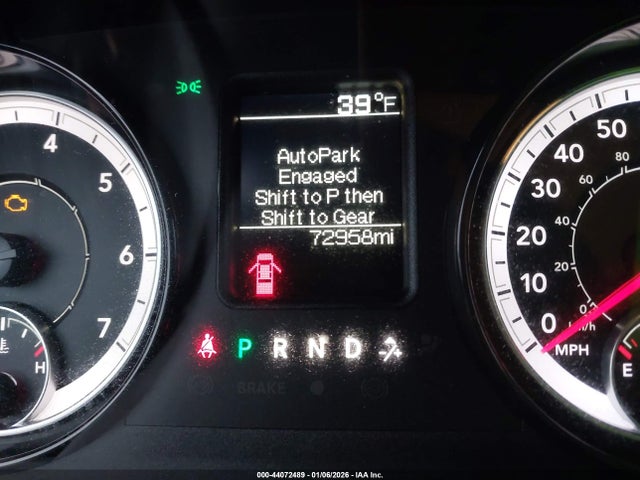 39°F
AutoPark
Engaged
Shift to P then
Shift to Gear
72958mi
4
5
6
7
H
P R N D
BRAKE
50
40
30
20
10
0
MPH
80
60
40
20
km/h
E
000-44072489 - 01/06/2026 - IAA Inc.